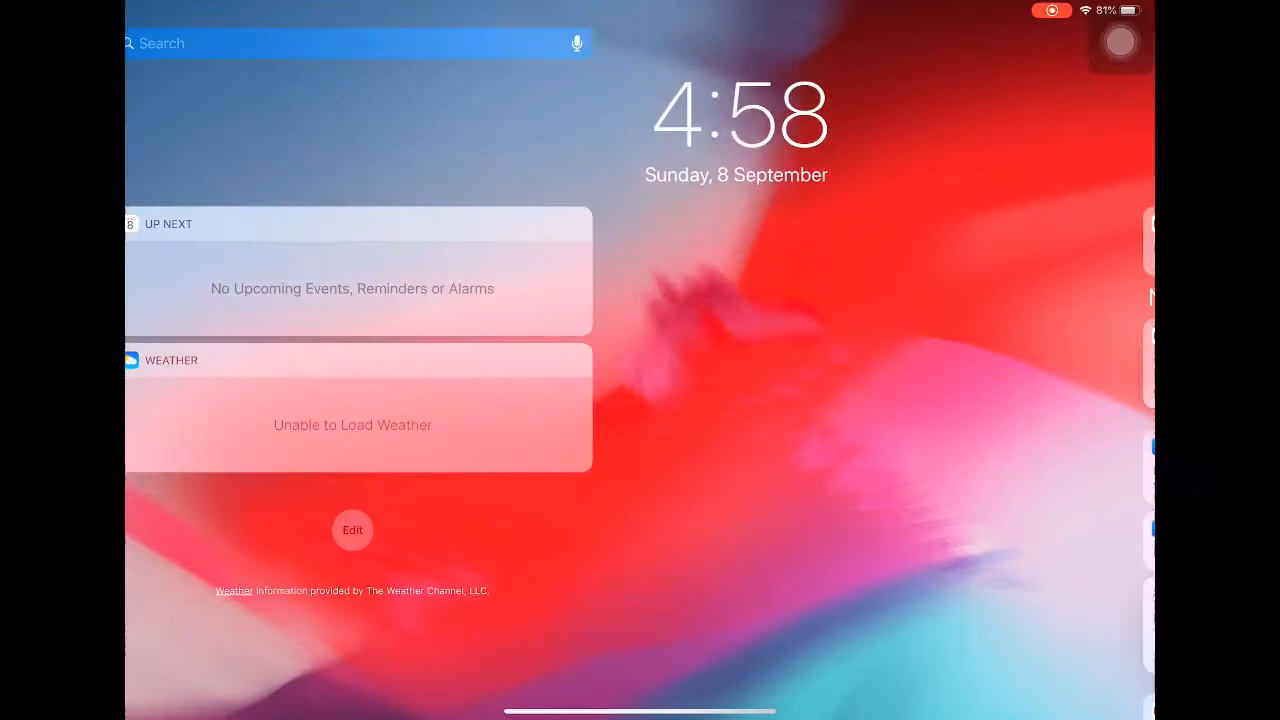 81%
Search
4:58
Sunday, 8 September
8 UP NEXT
No Upcoming Events, Reminders or Alarms
WEATHER
Unable to Load Weather
Edit
Weather information provided by The Weather Channel, LLC.